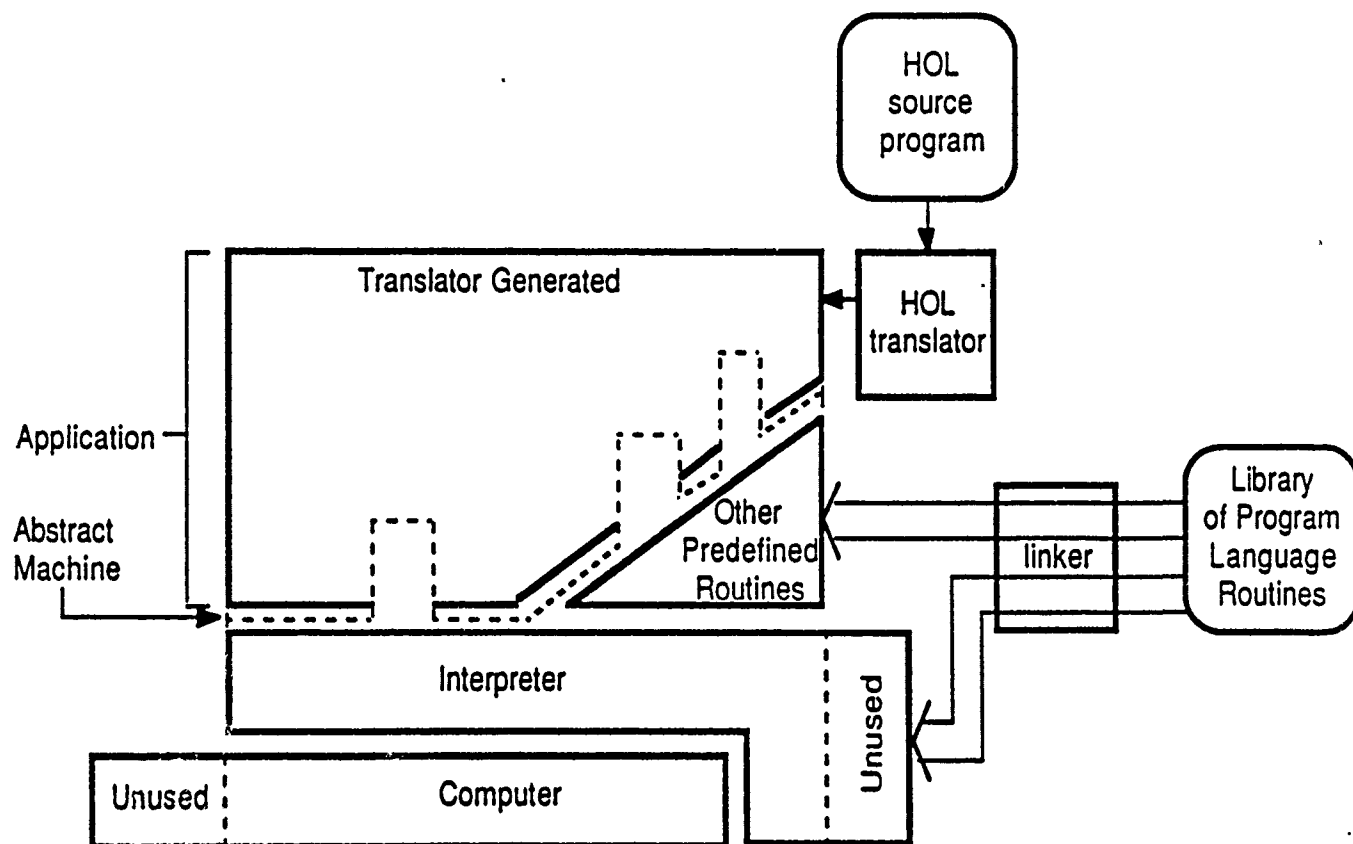 HOL
source
program
Translator Generated
HOL
translator
Application
Abstract
Machine
Other
Predefined
Routines
linker
Library
of Program
Language
Routines
Interpreter
Unused
Unused
Computer